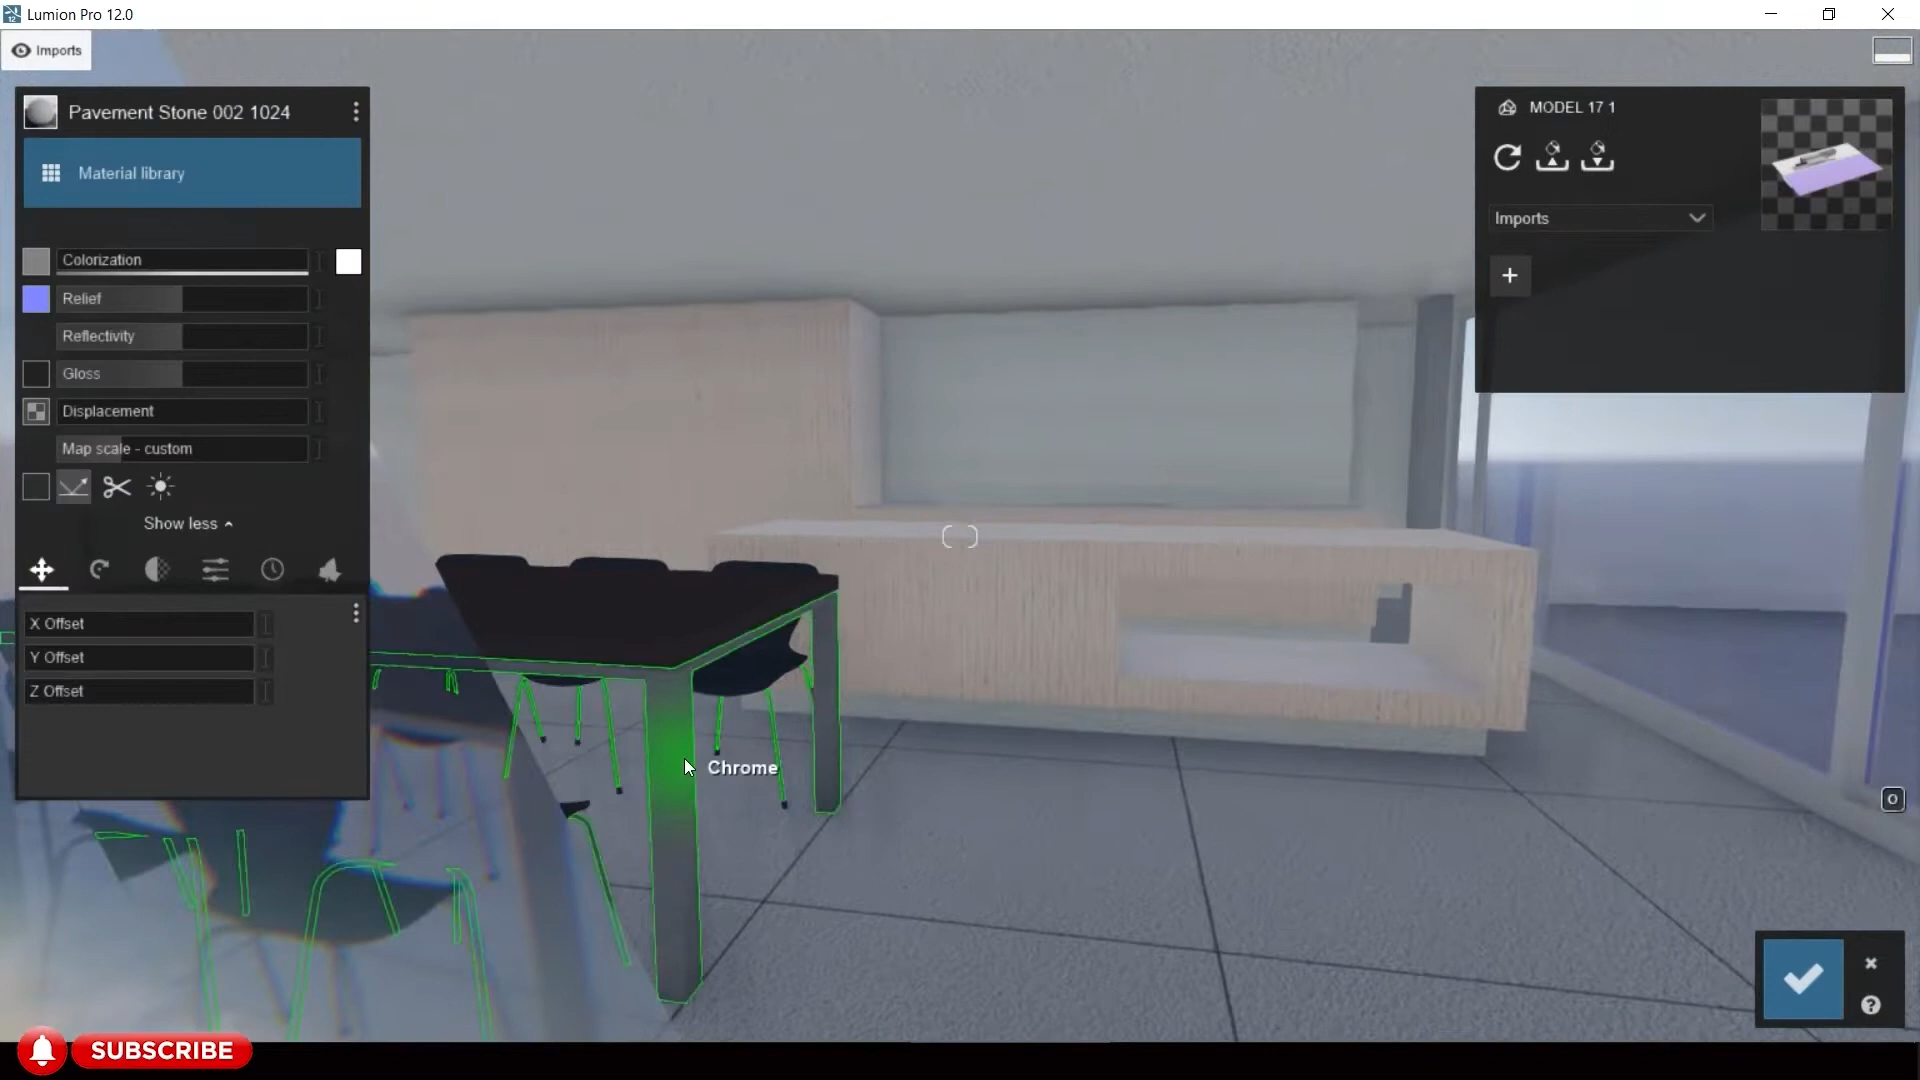 Lumion Pro 12.0
Imports
Pavement Stone 002 1024
Material library
Colorization
Relief
Reflectivity
Gloss
Displacement
Map scale - custom
Show less
X Offset
Y Offset
Z Offset
MODEL 17 1
Imports
Chrome
O
SUBSCRIBE